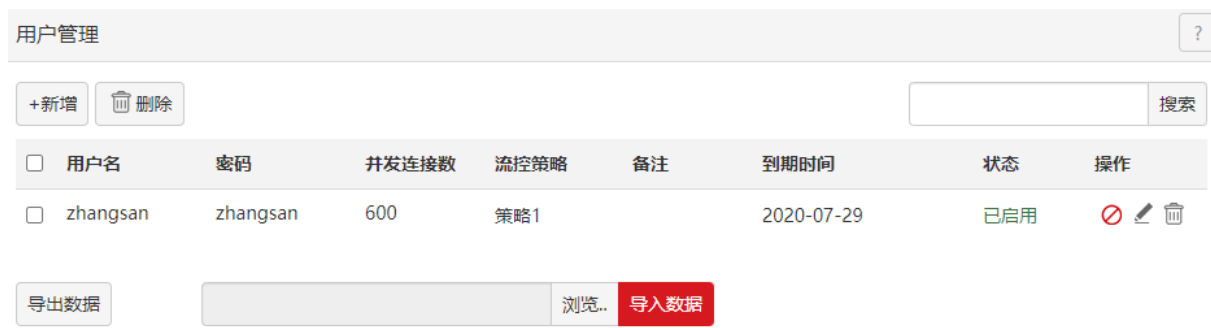 用户管理 ?
+新增 删除 搜索
用户名 密码 并发连接数 流控策略 备注 到期时间 状态 操作
zhangsan zhangsan 600 策略1 2020-07-29 已启用
导出数据 浏览.. 导入数据